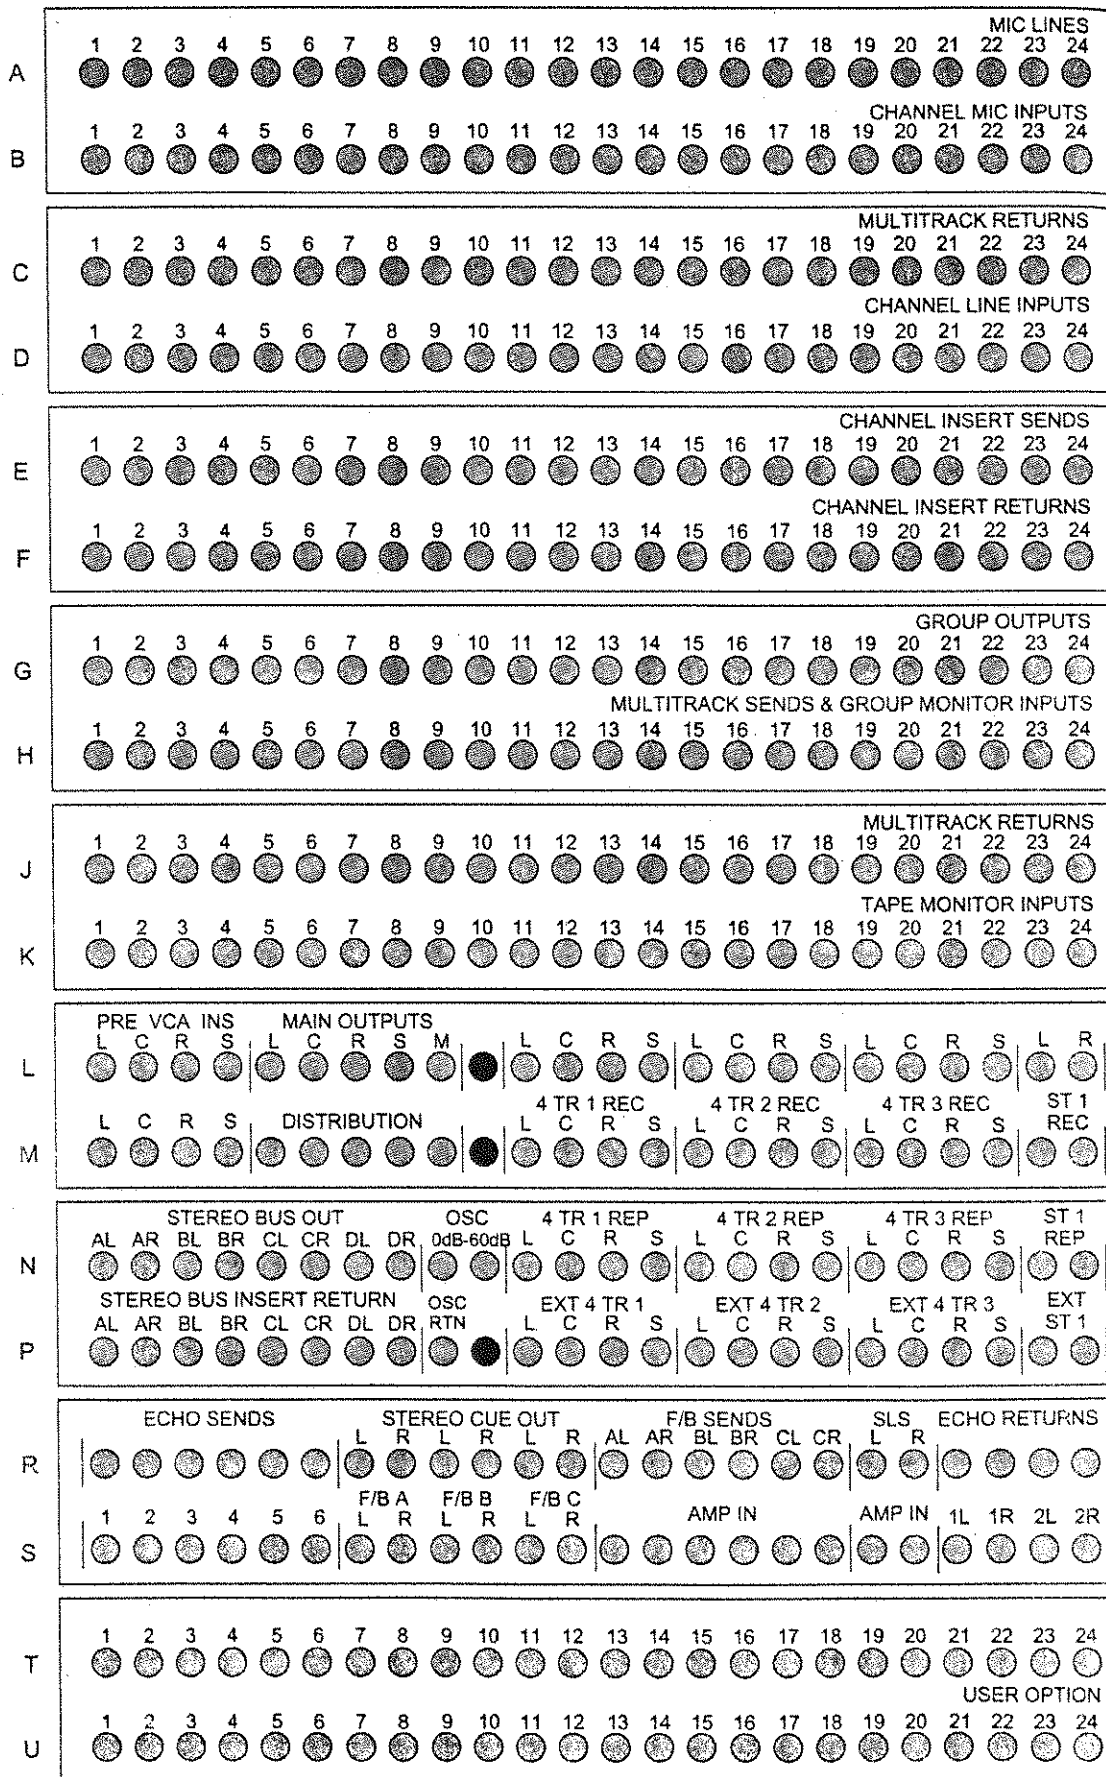 MIC LINES
1 2 3 4 5 6 7 8 9 10 11 12 13 14 15 16 17 18 19 20 21 22 23 24
A
CHANNEL MIC INPUTS
1 2 3 4 5 6 7 8 9 10 11 12 13 14 15 16 17 18 19 20 21 22 23 24
B
MULTITRACK RETURNS
1 2 3 4 5 6 7 8 9 10 11 12 13 14 15 16 17 18 19 20 21 22 23 24
C
CHANNEL LINE INPUTS
1 2 3 4 5 6 7 8 9 10 11 12 13 14 15 16 17 18 19 20 21 22 23 24
D
CHANNEL INSERT SENDS
1 2 3 4 5 6 7 8 9 10 11 12 13 14 15 16 17 18 19 20 21 22 23 24
E
CHANNEL INSERT RETURNS
1 2 3 4 5 6 7 8 9 10 11 12 13 14 15 16 17 18 19 20 21 22 23 24
F
GROUP OUTPUTS
1 2 3 4 5 6 7 8 9 10 11 12 13 14 15 16 17 18 19 20 21 22 23 24
G
MULTITRACK SENDS & GROUP MONITOR INPUTS
1 2 3 4 5 6 7 8 9 10 11 12 13 14 15 16 17 18 19 20 21 22 23 24
H
MULTITRACK RETURNS
1 2 3 4 5 6 7 8 9 10 11 12 13 14 15 16 17 18 19 20 21 22 23 24
J
TAPE MONITOR INPUTS
1 2 3 4 5 6 7 8 9 10 11 12 13 14 15 16 17 18 19 20 21 22 23 24
K
PRE VCA INS MAIN OUTPUTS
L C R S L C R S M L C R S L C R S L C R S L R
L
4 TR 1 REC 4 TR 2 REC 4 TR 3 REC ST 1
L C R S DISTRIBUTION L C R S L C R S L C R S REC
M
STEREO BUS OUT OSC 4 TR 1 REP 4 TR 2 REP 4 TR 3 REP ST 1
AL AR BL BR CL CR DL DR 0dB-60dB L C R S L C R S L C R S REP
N
STEREO BUS INSERT RETURN OSC EXT 4 TR 1 EXT 4 TR 2 EXT 4 TR 3 EXT
AL AR BL BR CL CR DL DR RTN L C R S L C R S L C R S ST 1
P
ECHO SENDS STEREO CUE OUT F/B SENDS SLS ECHO RETURNS
L R L R L R AL AR BL BR CL CR L R
R
F/B A F/B B F/B C
1 2 3 4 5 6 L R L R L R AMP IN AMP IN 1L 1R 2L 2R
S
1 2 3 4 5 6 7 8 9 10 11 12 13 14 15 16 17 18 19 20 21 22 23 24
T
USER OPTION
1 2 3 4 5 6 7 8 9 10 11 12 13 14 15 16 17 18 19 20 21 22 23 24
U